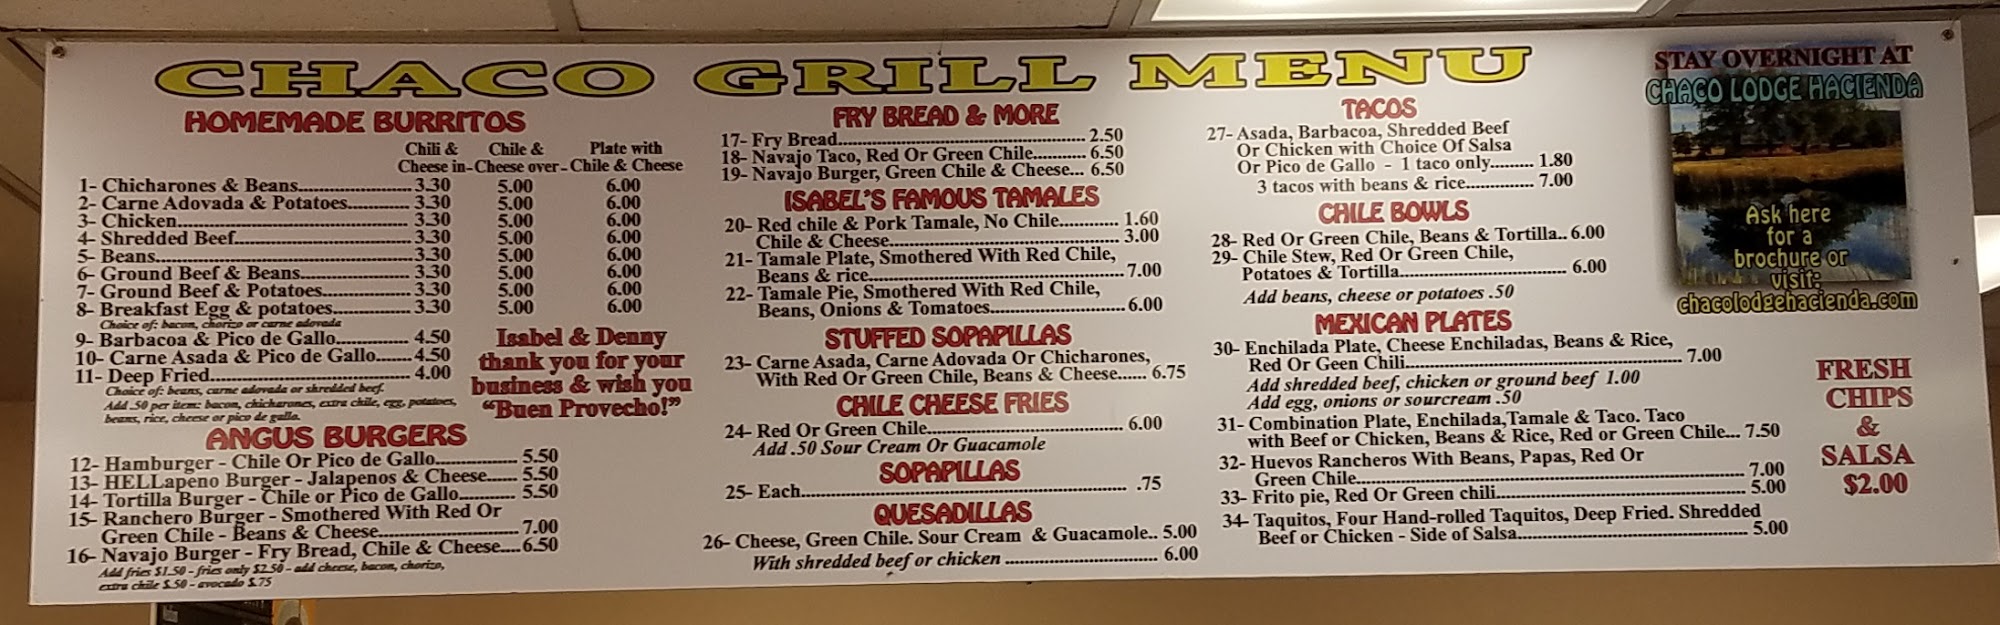 CHACO GRILL MENU
HOMEMADE BURRITOS
Chili & Chile & Plate with
Cheese in - Cheese over - Chile & Cheese
1- Chicharones & Beans 3.30 5.00 6.00
2- Carne Adovada & Potatoes 3.30 5.00 6.00
3- Chicken 3.30 5.00 6.00
4- Shredded Beef 3.30 5.00 6.00
5- Beans 3.30 5.00 6.00
6- Ground Beef & Beans 3.30 5.00 6.00
7- Ground Beef & Potatoes 3.30 5.00 6.00
8- Breakfast Egg & potatoes 3.30 5.00 6.00
Choice of: bacon, chorizo or carne adovada
9- Barbacoa & Pico de Gallo 4.50
10- Carne Asada & Pico de Gallo 4.50
11- Deep Fried 4.00
Choice of: beans, carne adovada or shredded beef.
Add .50 per item: bacon, chicharones, extra chile, egg, potatoes,
beans, rice, cheese or pico de gallo.
Isabel & Denny
thank you for your
business & wish you
"Buen Provecho!"
ANGUS BURGERS
12- Hamburger - Chile Or Pico de Gallo 5.50
13- HELLapeno Burger - Jalapenos & Cheese 5.50
14- Tortilla Burger - Chile or Pico de Gallo 5.50
15- Ranchero Burger - Smothered With Red Or
Green Chile - Beans & Cheese 7.00
16- Navajo Burger - Fry Bread, Chile & Cheese 6.50
Add fries $1.50 - fries only $2.50 - add cheese, bacon, chorizo,
extra chile $.50 - avocado $.75
FRY BREAD & MORE
17- Fry Bread 2.50
18- Navajo Taco, Red Or Green Chile 6.50
19- Navajo Burger, Green Chile & Cheese 6.50
ISABEL'S FAMOUS TAMALES
20- Red chile & Pork Tamale, No Chile 1.60
Chile & Cheese 3.00
21- Tamale Plate, Smothered With Red Chile,
Beans & rice 7.00
22- Tamale Pie, Smothered With Red Chile,
Beans, Onions & Tomatoes 6.00
STUFFED SOPAPILLAS
23- Carne Asada, Carne Adovada Or Chicharones,
With Red Or Green Chile, Beans & Cheese 6.75
CHILE CHEESE FRIES
24- Red Or Green Chile 6.00
Add .50 Sour Cream Or Guacamole
SOPAPILLAS
25- Each .75
QUESADILLAS
26- Cheese, Green Chile. Sour Cream & Guacamole.. 5.00
With shredded beef or chicken 6.00
TACOS
27- Asada, Barbacoa, Shredded Beef
Or Chicken with Choice Of Salsa
Or Pico de Gallo - 1 taco only 1.80
3 tacos with beans & rice 7.00
CHILE BOWLS
28- Red Or Green Chile, Beans & Tortilla.. 6.00
29- Chile Stew, Red Or Green Chile,
Potatoes & Tortilla 6.00
Add beans, cheese or potatoes .50
MEXICAN PLATES
30- Enchilada Plate, Cheese Enchiladas, Beans & Rice,
Red Or Geen Chili 7.00
Add shredded beef, chicken or ground beef 1.00
Add egg, onions or sourcream .50
31- Combination Plate, Enchilada,Tamale & Taco. Taco
with Beef or Chicken, Beans & Rice, Red or Green Chile... 7.50
32- Huevos Rancheros With Beans, Papas, Red Or
Green Chile 7.00
33- Frito pie, Red Or Green chili 5.00
34- Taquitos, Four Hand-rolled Taquitos, Deep Fried. Shredded
Beef or Chicken - Side of Salsa 5.00
STAY OVERNIGHT AT
CHACO LODGE HACIENDA
Ask here
for a
brochure or
visit:
chacolodgehacienda.com
FRESH
CHIPS
&
SALSA
$2.00